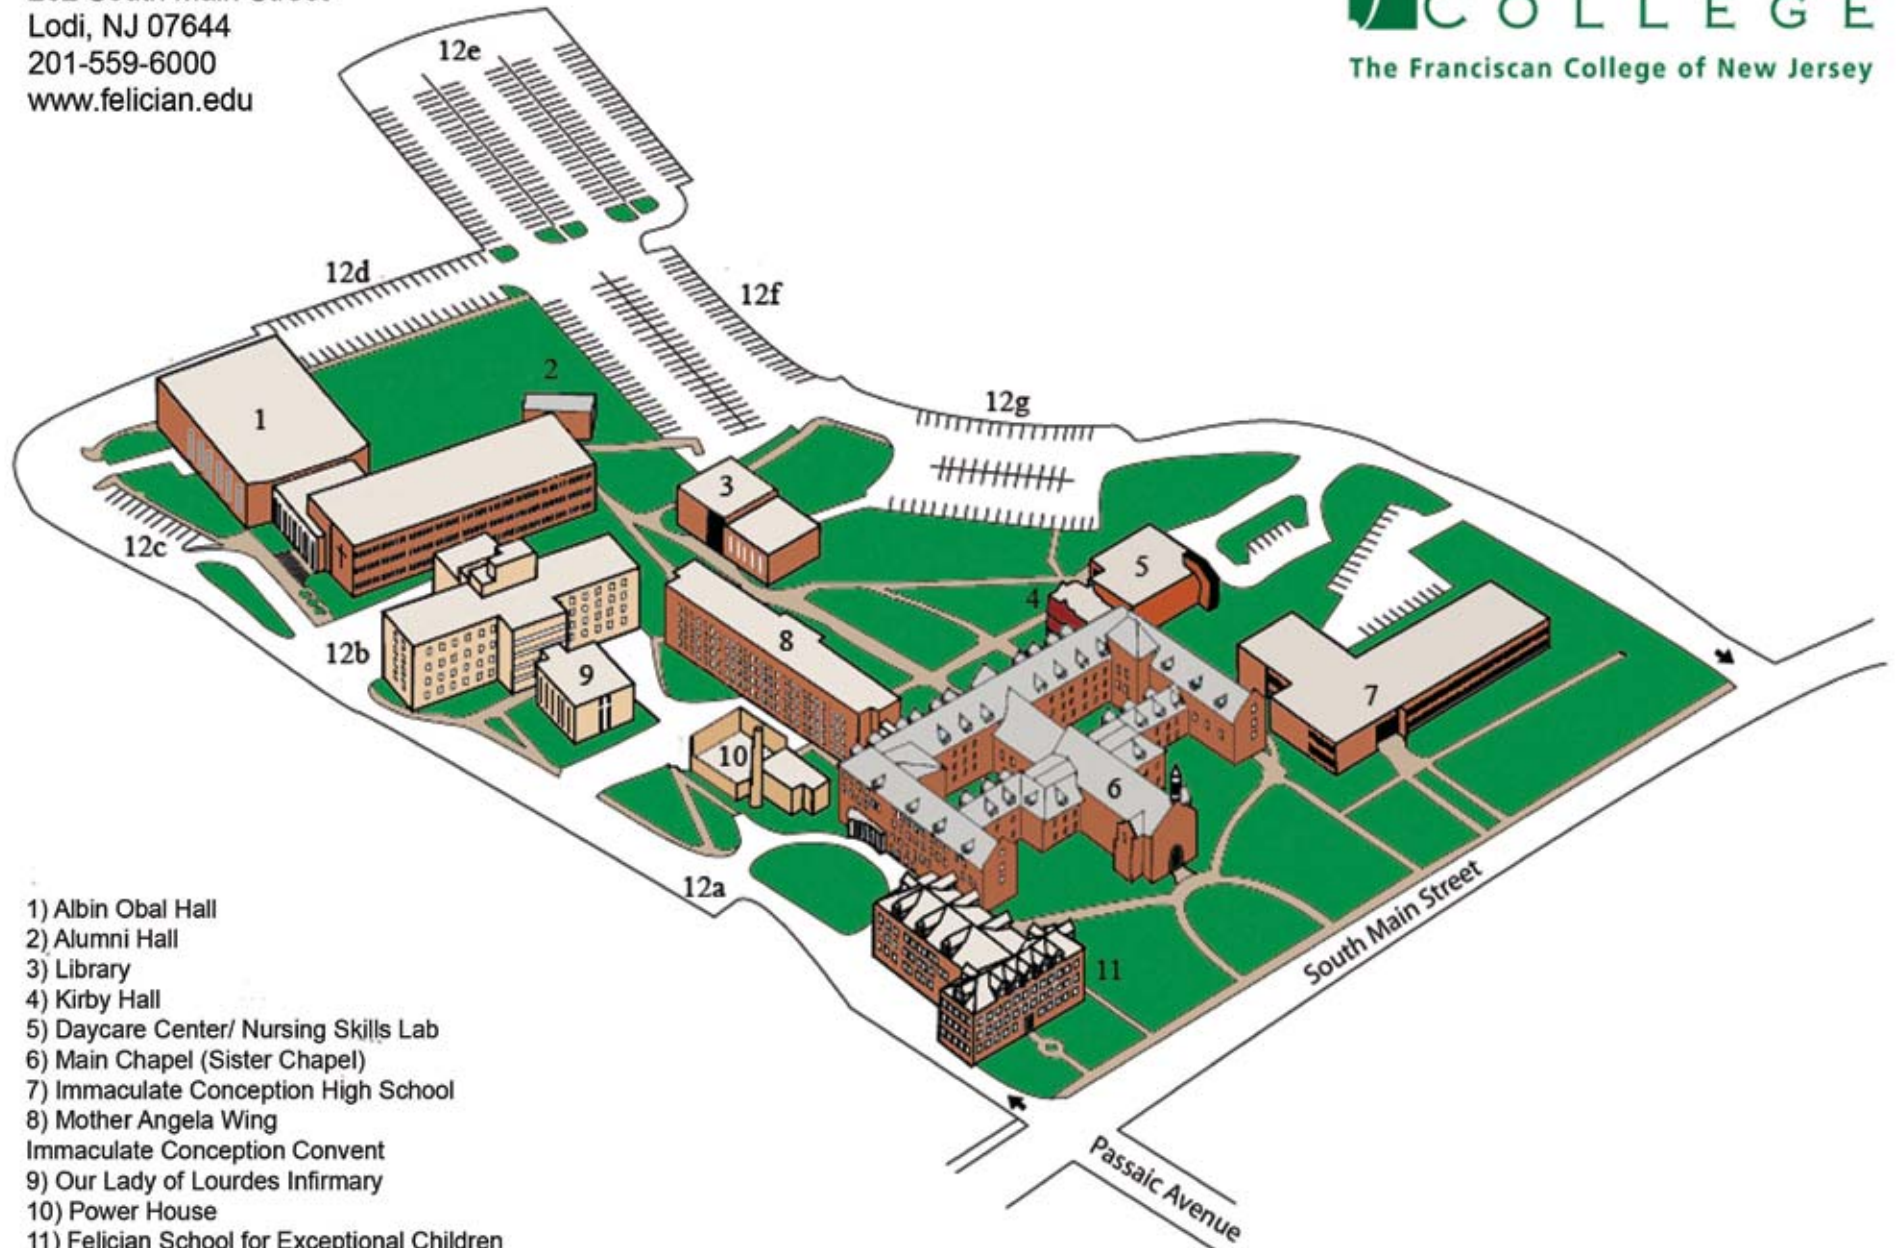 Lodi, NJ 07644
201-559-6000
www.felician.edu
COLLEGE
The Franciscan College of New Jersey
12e
12d
12f
12g
1
2
3
12c
4
5
12b
8
9
7
10
6
12a
11
South Main Street
Passaic Avenue
1) Albin Obal Hall
2) Alumni Hall
3) Library
4) Kirby Hall
5) Daycare Center/ Nursing Skills Lab
6) Main Chapel (Sister Chapel)
7) Immaculate Conception High School
8) Mother Angela Wing
Immaculate Conception Convent
9) Our Lady of Lourdes Infirmary
10) Power House
11) Felician School for Exceptional Children